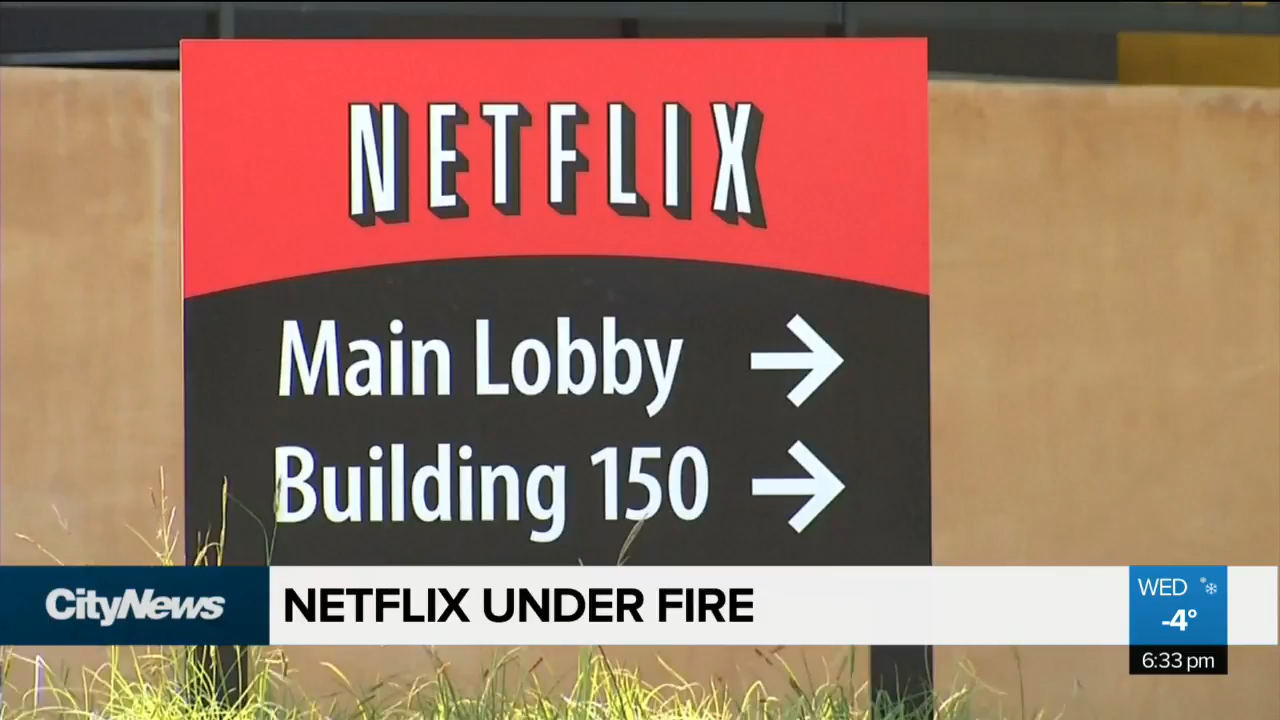 NETFLIX
Main Lobby →
Building 150 →
CityNews
NETFLIX UNDER FIRE
WED
-4°
6:33 pm